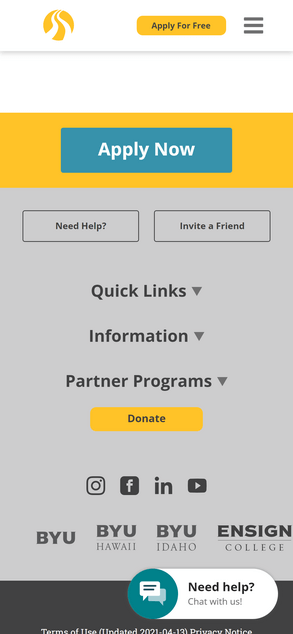 Apply For Free
Apply Now
Need Help?
Invite a Friend
Quick Links
Information
Partner Programs
Donate
BYU
BYU HAWAII
BYU IDAHO
ENSIGN COLLEGE
Need help?
Chat with us!
Terms of Use (Updated 2021-04-13) Privacy Notice